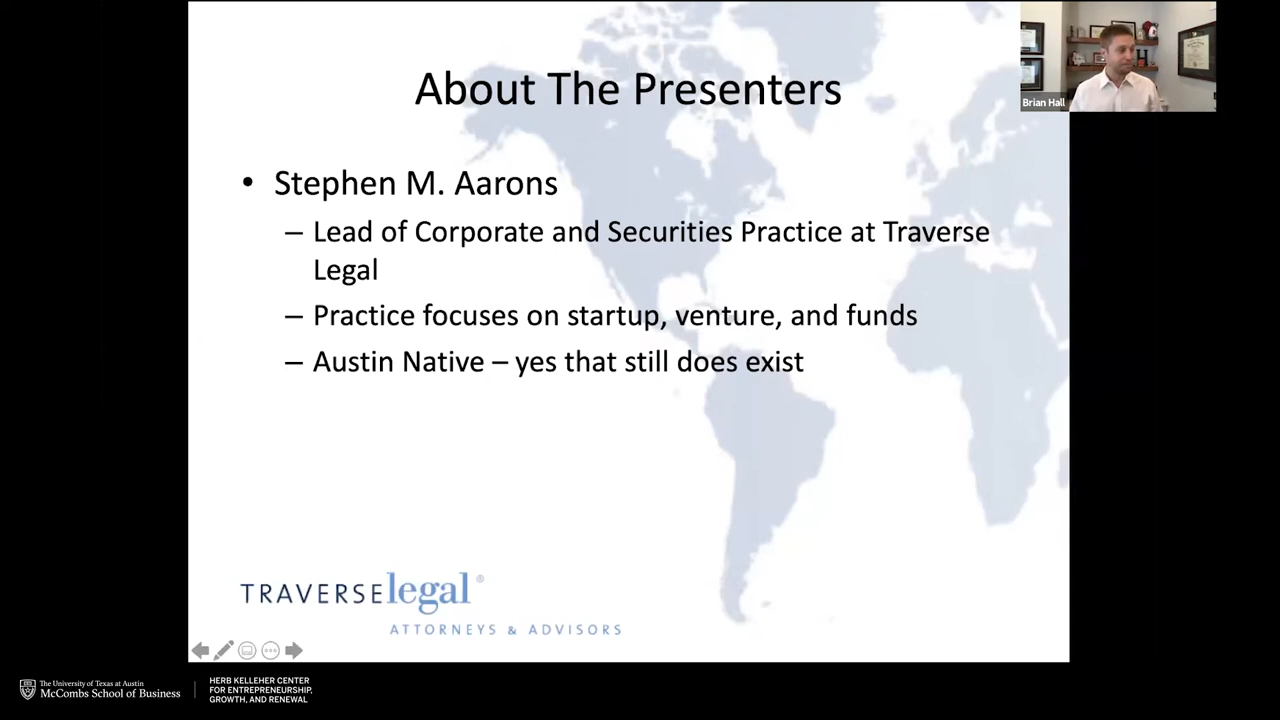 About The Presenters
Brian Hall
• Stephen M. Aarons
– Lead of Corporate and Securities Practice at Traverse
Legal
– Practice focuses on startup, venture, and funds
– Austin Native – yes that still does exist
TRAVERSElegal®
ATTORNEYS & ADVISORS
The University of Texas at Austin
McCombs School of Business
HERB KELLEHER CENTER
FOR ENTREPRENEURSHIP,
GROWTH, AND RENEWAL